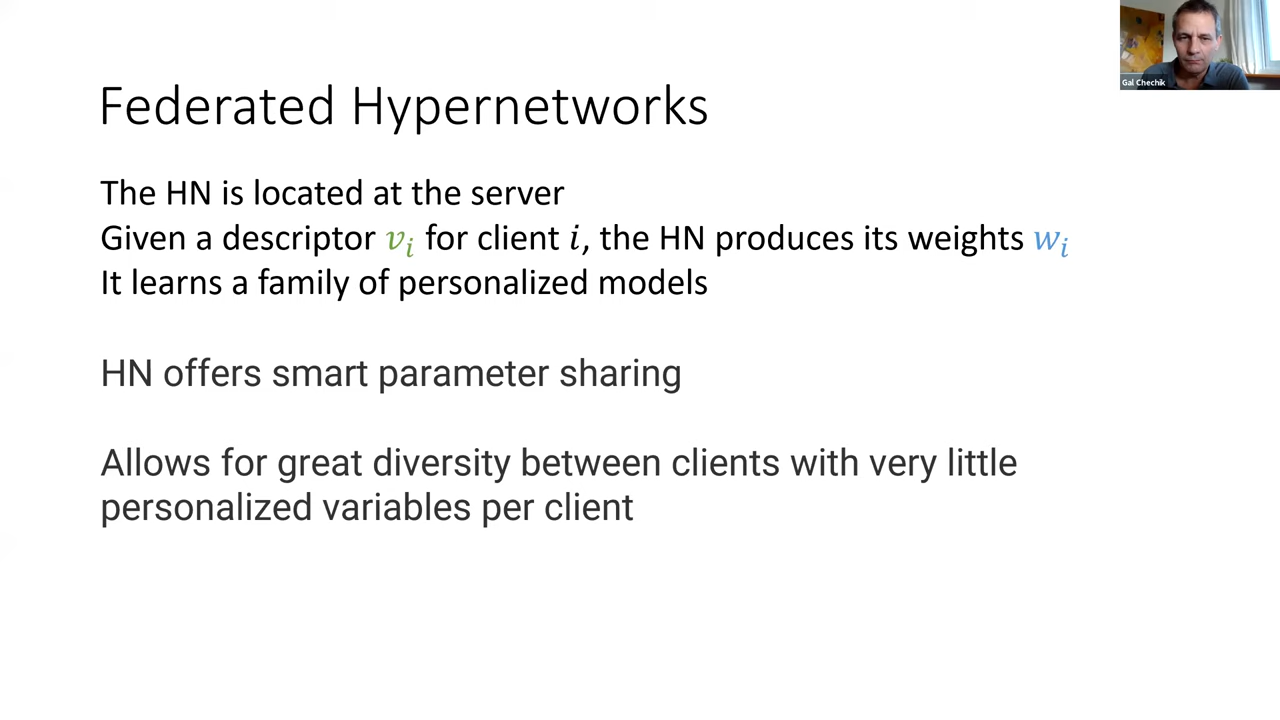 Gal Chechik
Federated Hypernetworks
The HN is located at the server
Given a descriptor 𝑣ᵢ for client 𝑖, the HN produces its weights 𝑤ᵢ
It learns a family of personalized models
HN offers smart parameter sharing
Allows for great diversity between clients with very little
personalized variables per client